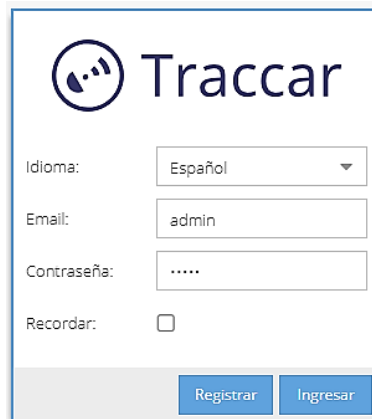 Traccar
Idioma: Español
Email: admin
Contraseña: •••••
Recordar:
Registrar Ingresar